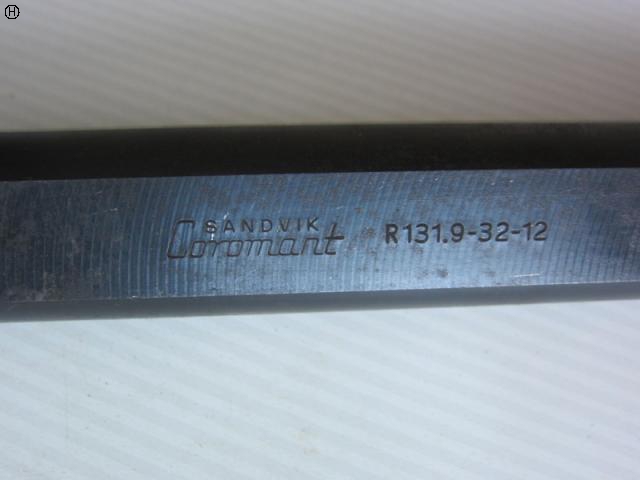 Ⓗ
SANDVIK
Coromant R131.9-32-12